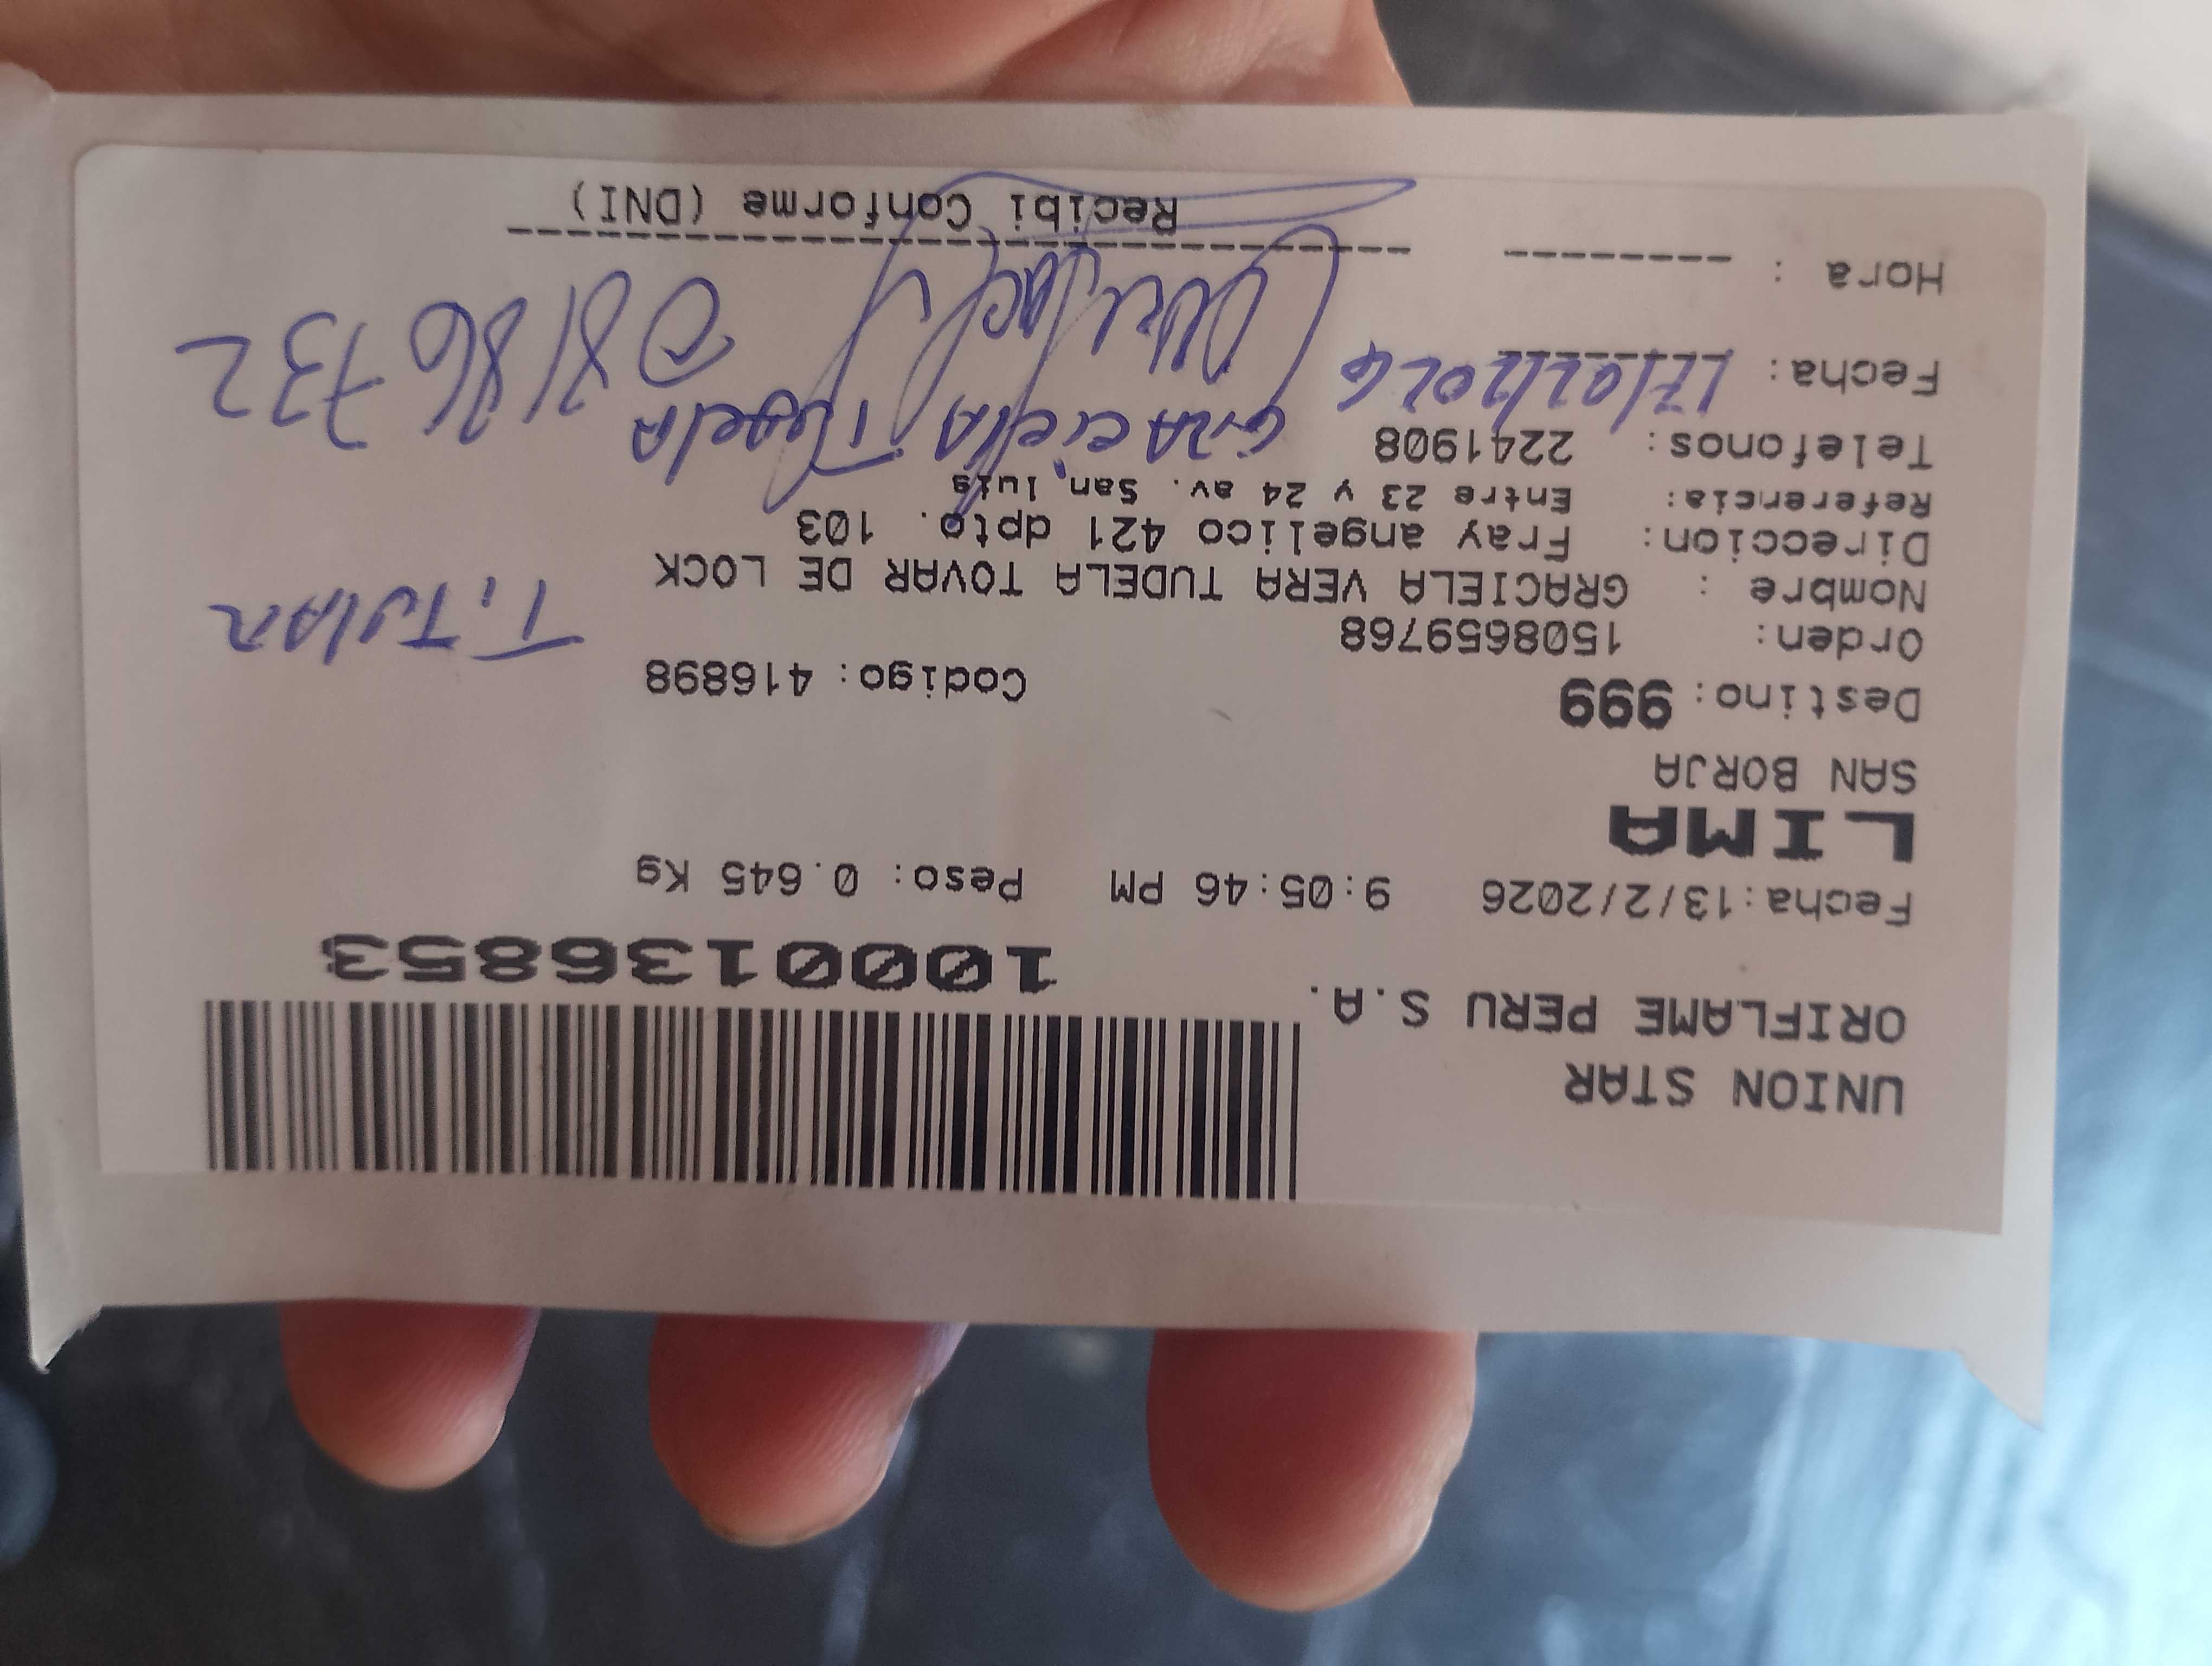 UNION STAR
ORIFLAME PERU S.A.
1000136853
Fecha:13/2/2026 9:05:46 PM Peso: 0.645 Kg
LIMA
SAN BORJA
Destino: 999 Codigo: 416898
Orden: 1508659768
Titular
Nombre : GRACIELA VERA TUDELA TOVAR DE LOCK
Direccion: Fray angelico 421 dpto. 103
Referencia: Entre 23 y 24 av. San luis
Telefonos: 2241908
Graciela Tudela
Fecha: 17/02/2026
08186732
Hora :
Recibi Conforme (DNI)